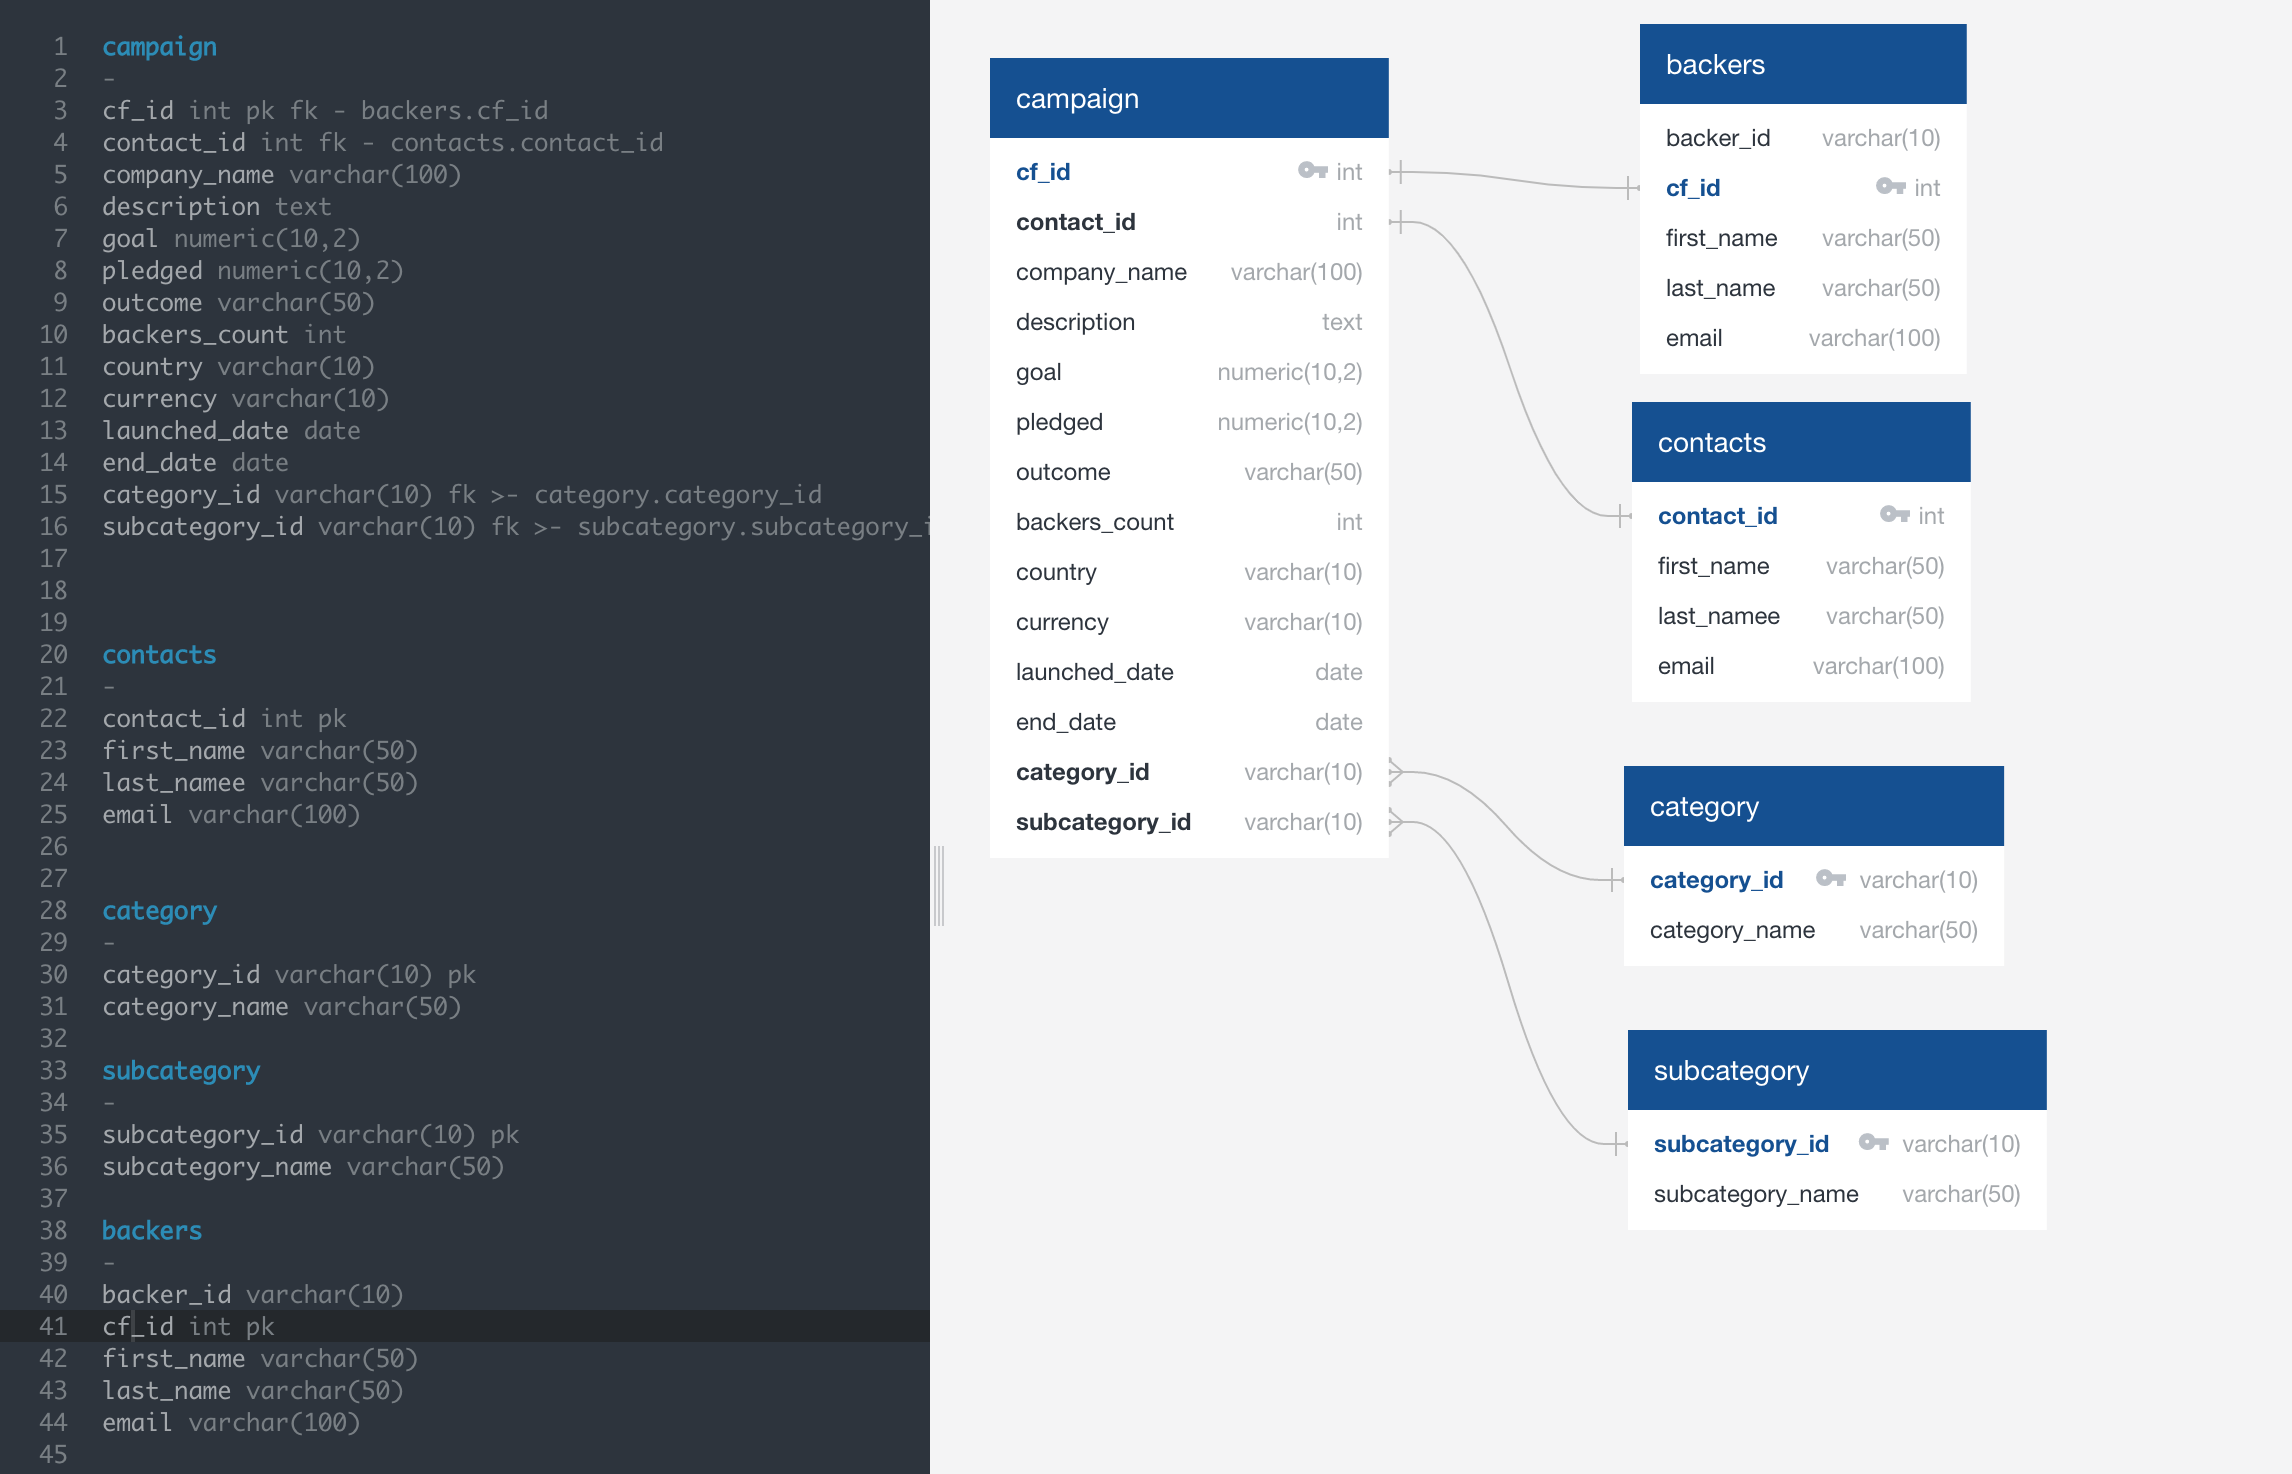 1 campaign
2 -
3 cf_id int pk fk - backers.cf_id
4 contact_id int fk - contacts.contact_id
5 company_name varchar(100)
6 description text
7 goal numeric(10,2)
8 pledged numeric(10,2)
9 outcome varchar(50)
10 backers_count int
11 country varchar(10)
12 currency varchar(10)
13 launched_date date
14 end_date date
15 category_id varchar(10) fk >- category.category_id
16 subcategory_id varchar(10) fk >- subcategory.subcategory_i
17
18
19
20 contacts
21 -
22 contact_id int pk
23 first_name varchar(50)
24 last_namee varchar(50)
25 email varchar(100)
26
27
28 category
29 -
30 category_id varchar(10) pk
31 category_name varchar(50)
32
33 subcategory
34 -
35 subcategory_id varchar(10) pk
36 subcategory_name varchar(50)
37
38 backers
39 -
40 backer_id varchar(10)
41 cf_id int pk
42 first_name varchar(50)
43 last_name varchar(50)
44 email varchar(100)
45
campaign
cf_id int
contact_id int
company_name varchar(100)
description text
goal numeric(10,2)
pledged numeric(10,2)
outcome varchar(50)
backers_count int
country varchar(10)
currency varchar(10)
launched_date date
end_date date
category_id varchar(10)
subcategory_id varchar(10)
backers
backer_id varchar(10)
cf_id int
first_name varchar(50)
last_name varchar(50)
email varchar(100)
contacts
contact_id int
first_name varchar(50)
last_namee varchar(50)
email varchar(100)
category
category_id varchar(10)
category_name varchar(50)
subcategory
subcategory_id varchar(10)
subcategory_name varchar(50)